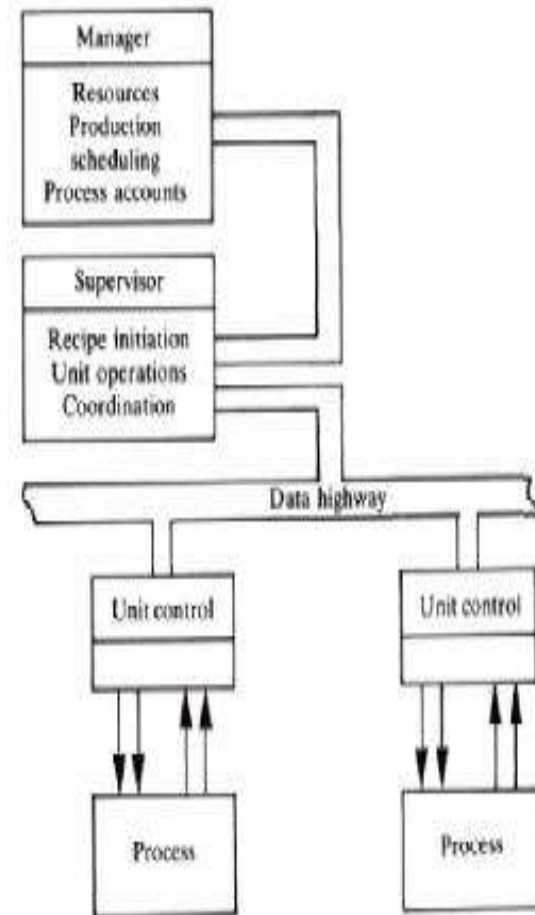 Manager
Resources
Production
scheduling
Process accounts
Supervisor
Recipe initiation
Unit operations
Coordination
Data highway
Unit control
Unit control
Process
Process